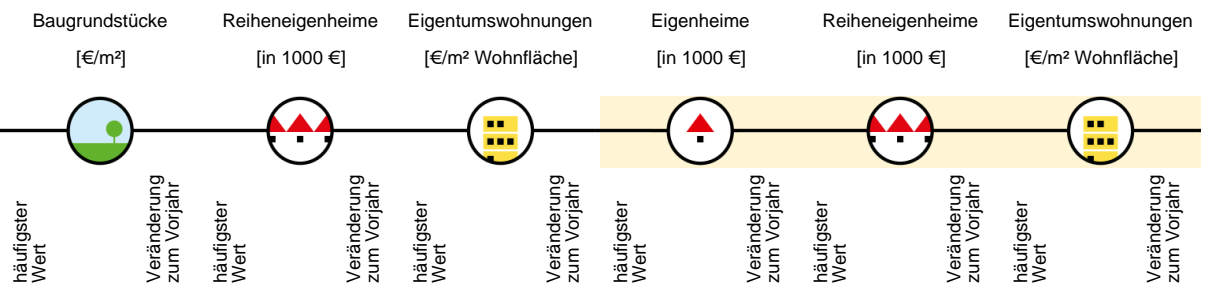 Baugrundstücke Reiheneigenheime Eigentumswohnungen Eigenheime Reiheneigenheime Eigentumswohnungen
[€/m²] [in 1000 €] [€/m² Wohnfläche] [in 1000 €] [in 1000 €] [€/m² Wohnfläche]
häufigster
Wert
Veränderung
zum Vorjahr
häufigster
Wert
Veränderung
zum Vorjahr
häufigster
Wert
Veränderung
zum Vorjahr
häufigster
Wert
Veränderung
zum Vorjahr
häufigster
Wert
Veränderung
zum Vorjahr
häufigster
Wert
Veränderung
zum Vorjahr